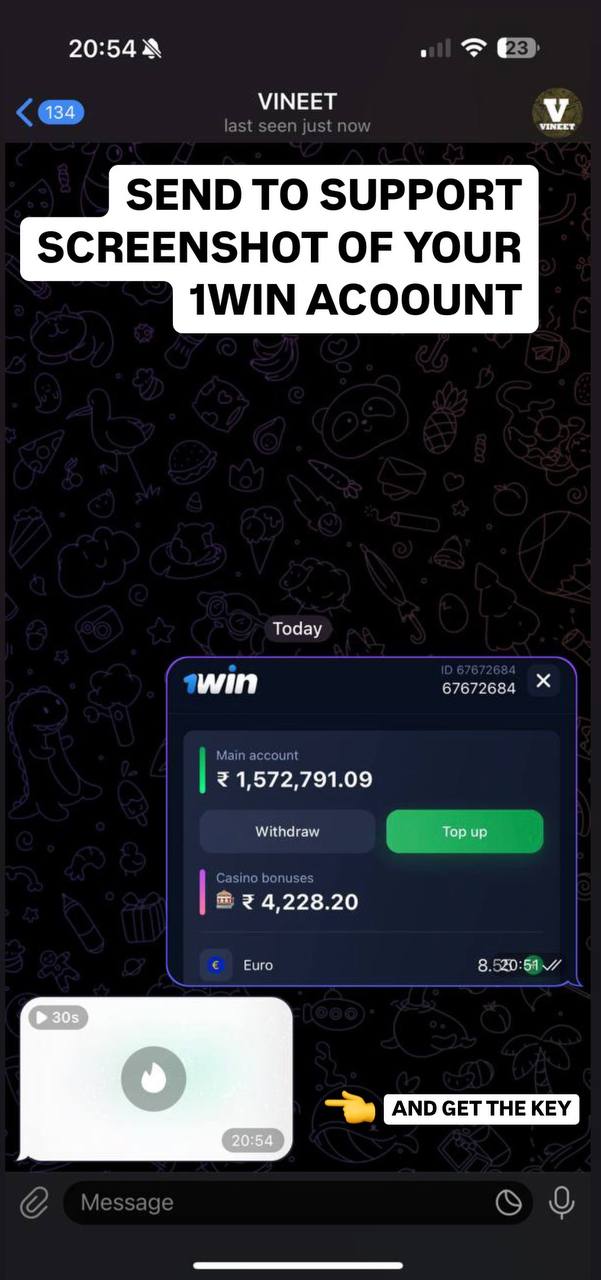 20:54
23
134
VINEET
last seen just now
V
VINEET
SEND TO SUPPORT
SCREENSHOT OF YOUR
1WIN ACOOUNT
Today
1win
ID 67672684
67672684
Main account
₹ 1,572,791.09
Withdraw
Top up
Casino bonuses
₹ 4,228.20
€ Euro
20:51
30s
20:54
AND GET THE KEY
Message